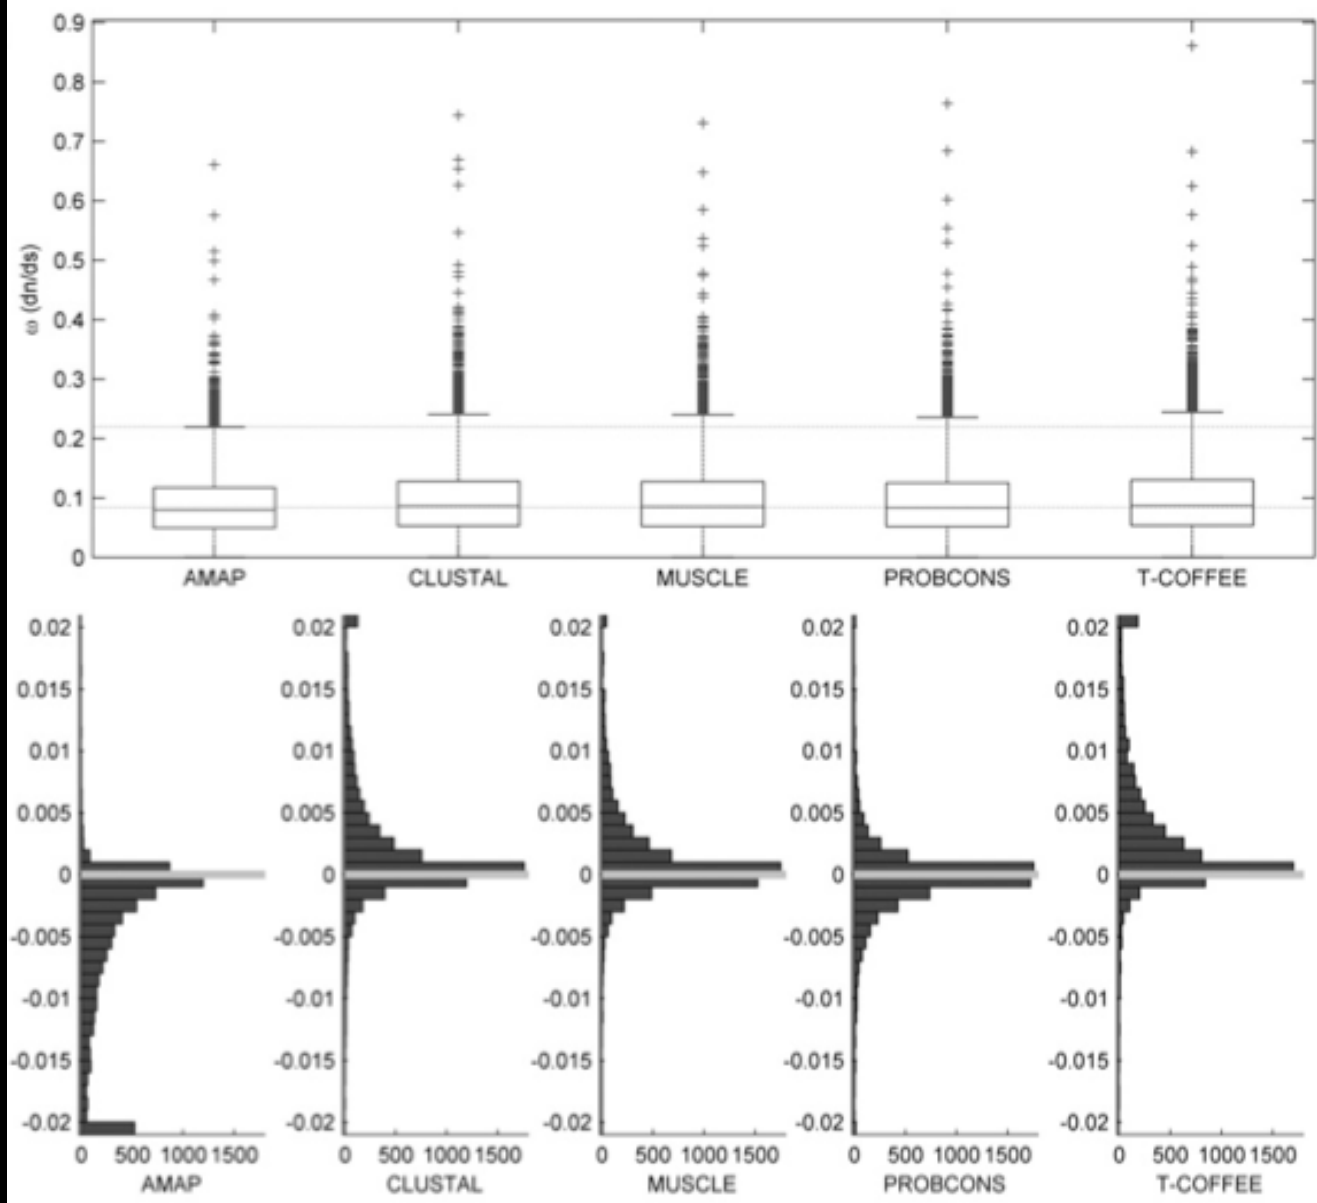 0.9
0.8
0.7
0.6
0.5
0.4
0.3
0.2
0.1
0
ω (dn/ds)
AMAP CLUSTAL MUSCLE PROBCONS T-COFFEE
0.02 0.02 0.02 0.02 0.02
0.015 0.015 0.015 0.015 0.015
0.01 0.01 0.01 0.01 0.01
0.005 0.005 0.005 0.005 0.005
0 0 0 0 0
-0.005 -0.005 -0.005 -0.005 -0.005
-0.01 -0.01 -0.01 -0.01 -0.01
-0.015 -0.015 -0.015 -0.015 -0.015
-0.02 -0.02 -0.02 -0.02 -0.02
0 500 1000 1500 0 500 1000 1500 0 500 1000 1500 0 500 1000 1500 0 500 1000 1500
AMAP CLUSTAL MUSCLE PROBCONS T-COFFEE